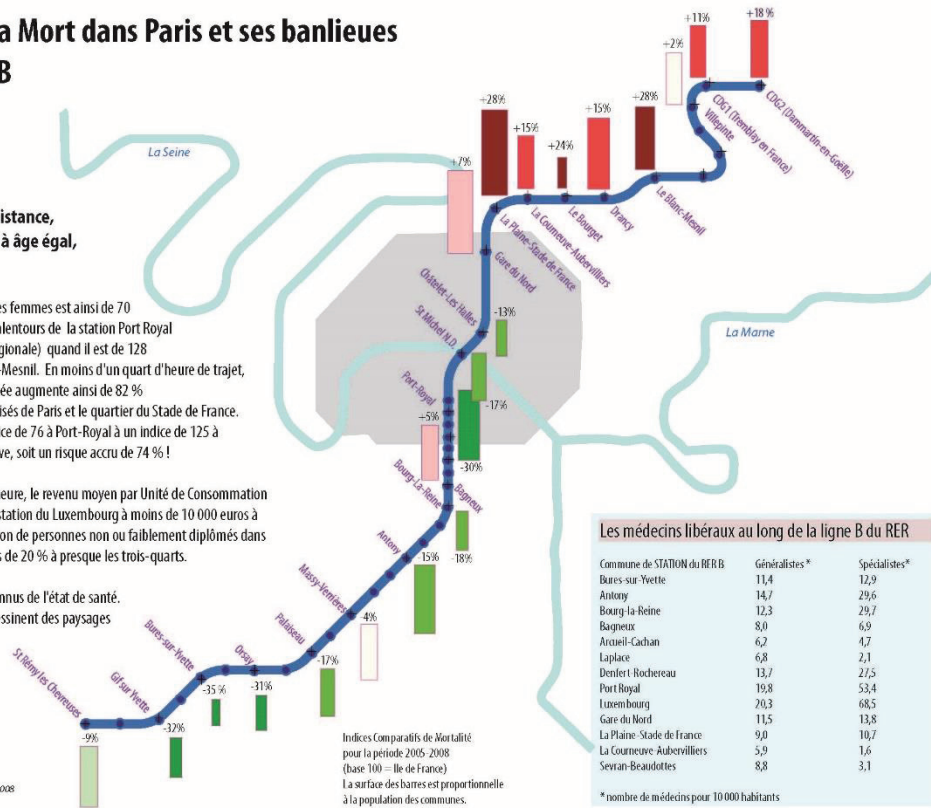 a Mort dans Paris et ses banlieues
B
istance,
à âge égal,
es femmes est ainsi de 70
alentours de la station Port Royal
gionale) quand il est de 128
-Mesnil. En moins d'un quart d'heure de trajet,
ée augmente ainsi de 82 %
isés de Paris et le quartier du Stade de France.
ice de 76 à Port-Royal à un indice de 125 à
ve, soit un risque accru de 74 % !
eure, le revenu moyen par Unité de Consommation
station du Luxembourg à moins de 10 000 euros à
ion de personnes non ou faiblement diplômés dans
s de 20 % à presque les trois-quarts.
nnus de l'état de santé.
essinent des paysages
La Seine
La Marne
+18 %
+11%
+2%
+28%
+15%
+24%
+15%
+28%
+7%
CDG2 (Dammartin-en-Goëlle)
CDG1 (Tremblay en France)
Villepinte
Le Blanc-Mesnil
Drancy
Le Bourget
La Courneuve-Aubervilliers
La Plaine-Stade de France
Gare du Nord
Châtelet-Les Halles
-13%
St Michel N.D.
-17%
Port-Royal
+5%
-30%
Bourg-La-Reine
Bagneux
-18%
Antony
-15%
Massy-Verrières
-4%
Palaiseau
-17%
Orsay
-31%
Bures-sur-Yvette
-35 %
Gif sur Yvette
-32%
St Rémy les Chevreuses
-9%
Indices Comparatifs de Mortalité
pour la période 2005-2008
(base 100 = Ile de France)
La surface des barres est proportionnelle
à la population des communes.
2008
Les médecins libéraux au long de la ligne B du RER
Commune de STATION du RER B Généralistes * Spécialistes*
Bures-sur-Yvette 11,4 12,9
Antony 14,7 29,6
Bourg-la-Reine 12,3 29,7
Bagneux 8,0 6,9
Arcueil-Cachan 6,2 4,7
Laplace 6,8 2,1
Denfert-Rochereau 13,7 27,5
Port Royal 19,8 53,4
Luxembourg 20,3 68,5
Gare du Nord 11,5 13,8
La Plaine-Stade de France 9,0 10,7
La Courneuve-Aubervilliers 5,9 1,6
Sevran-Beaudottes 8,8 3,1
* nombre de médecins pour 10 000 habitants